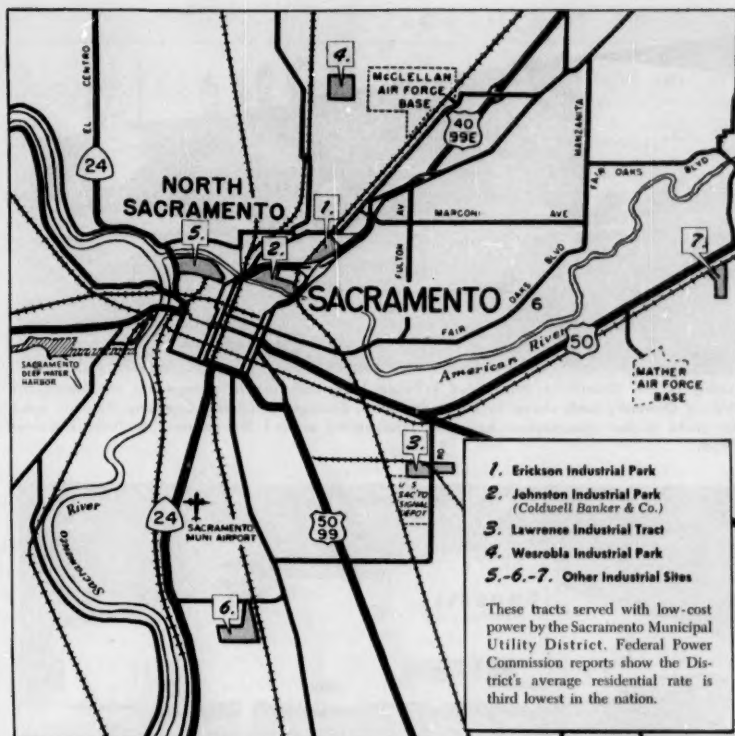 4.
McCLELLAN
AIR FORCE
BASE
EL CENTRO
24
40
99E
MANZANITA
FAIR OAKS BLVD
NORTH
SACRAMENTO
1.
5.
2.
FULTON AV
MARCONI AVE
7.
SACRAMENTO
FAIR OAKS BLVD
6
American River
50
SACRAMENTO
DEEP WATER
HARBOR
MATHER
AIR FORCE
BASE
3.
2
U S
SAC'TO
SIGNAL
DEPOT
Sacramento River
24
SACRAMENTO
MUNI AIRPORT
50
99
6.
1. Erickson Industrial Park
2. Johnston Industrial Park
(Coldwell Banker & Co.)
3. Lawrence Industrial Tract
4. Wesrobla Industrial Park
5.-6.-7. Other Industrial Sites
These tracts served with low-cost
power by the Sacramento Municipal
Utility District. Federal Power
Commission reports show the Dis-
trict's average residential rate is
third lowest in the nation.